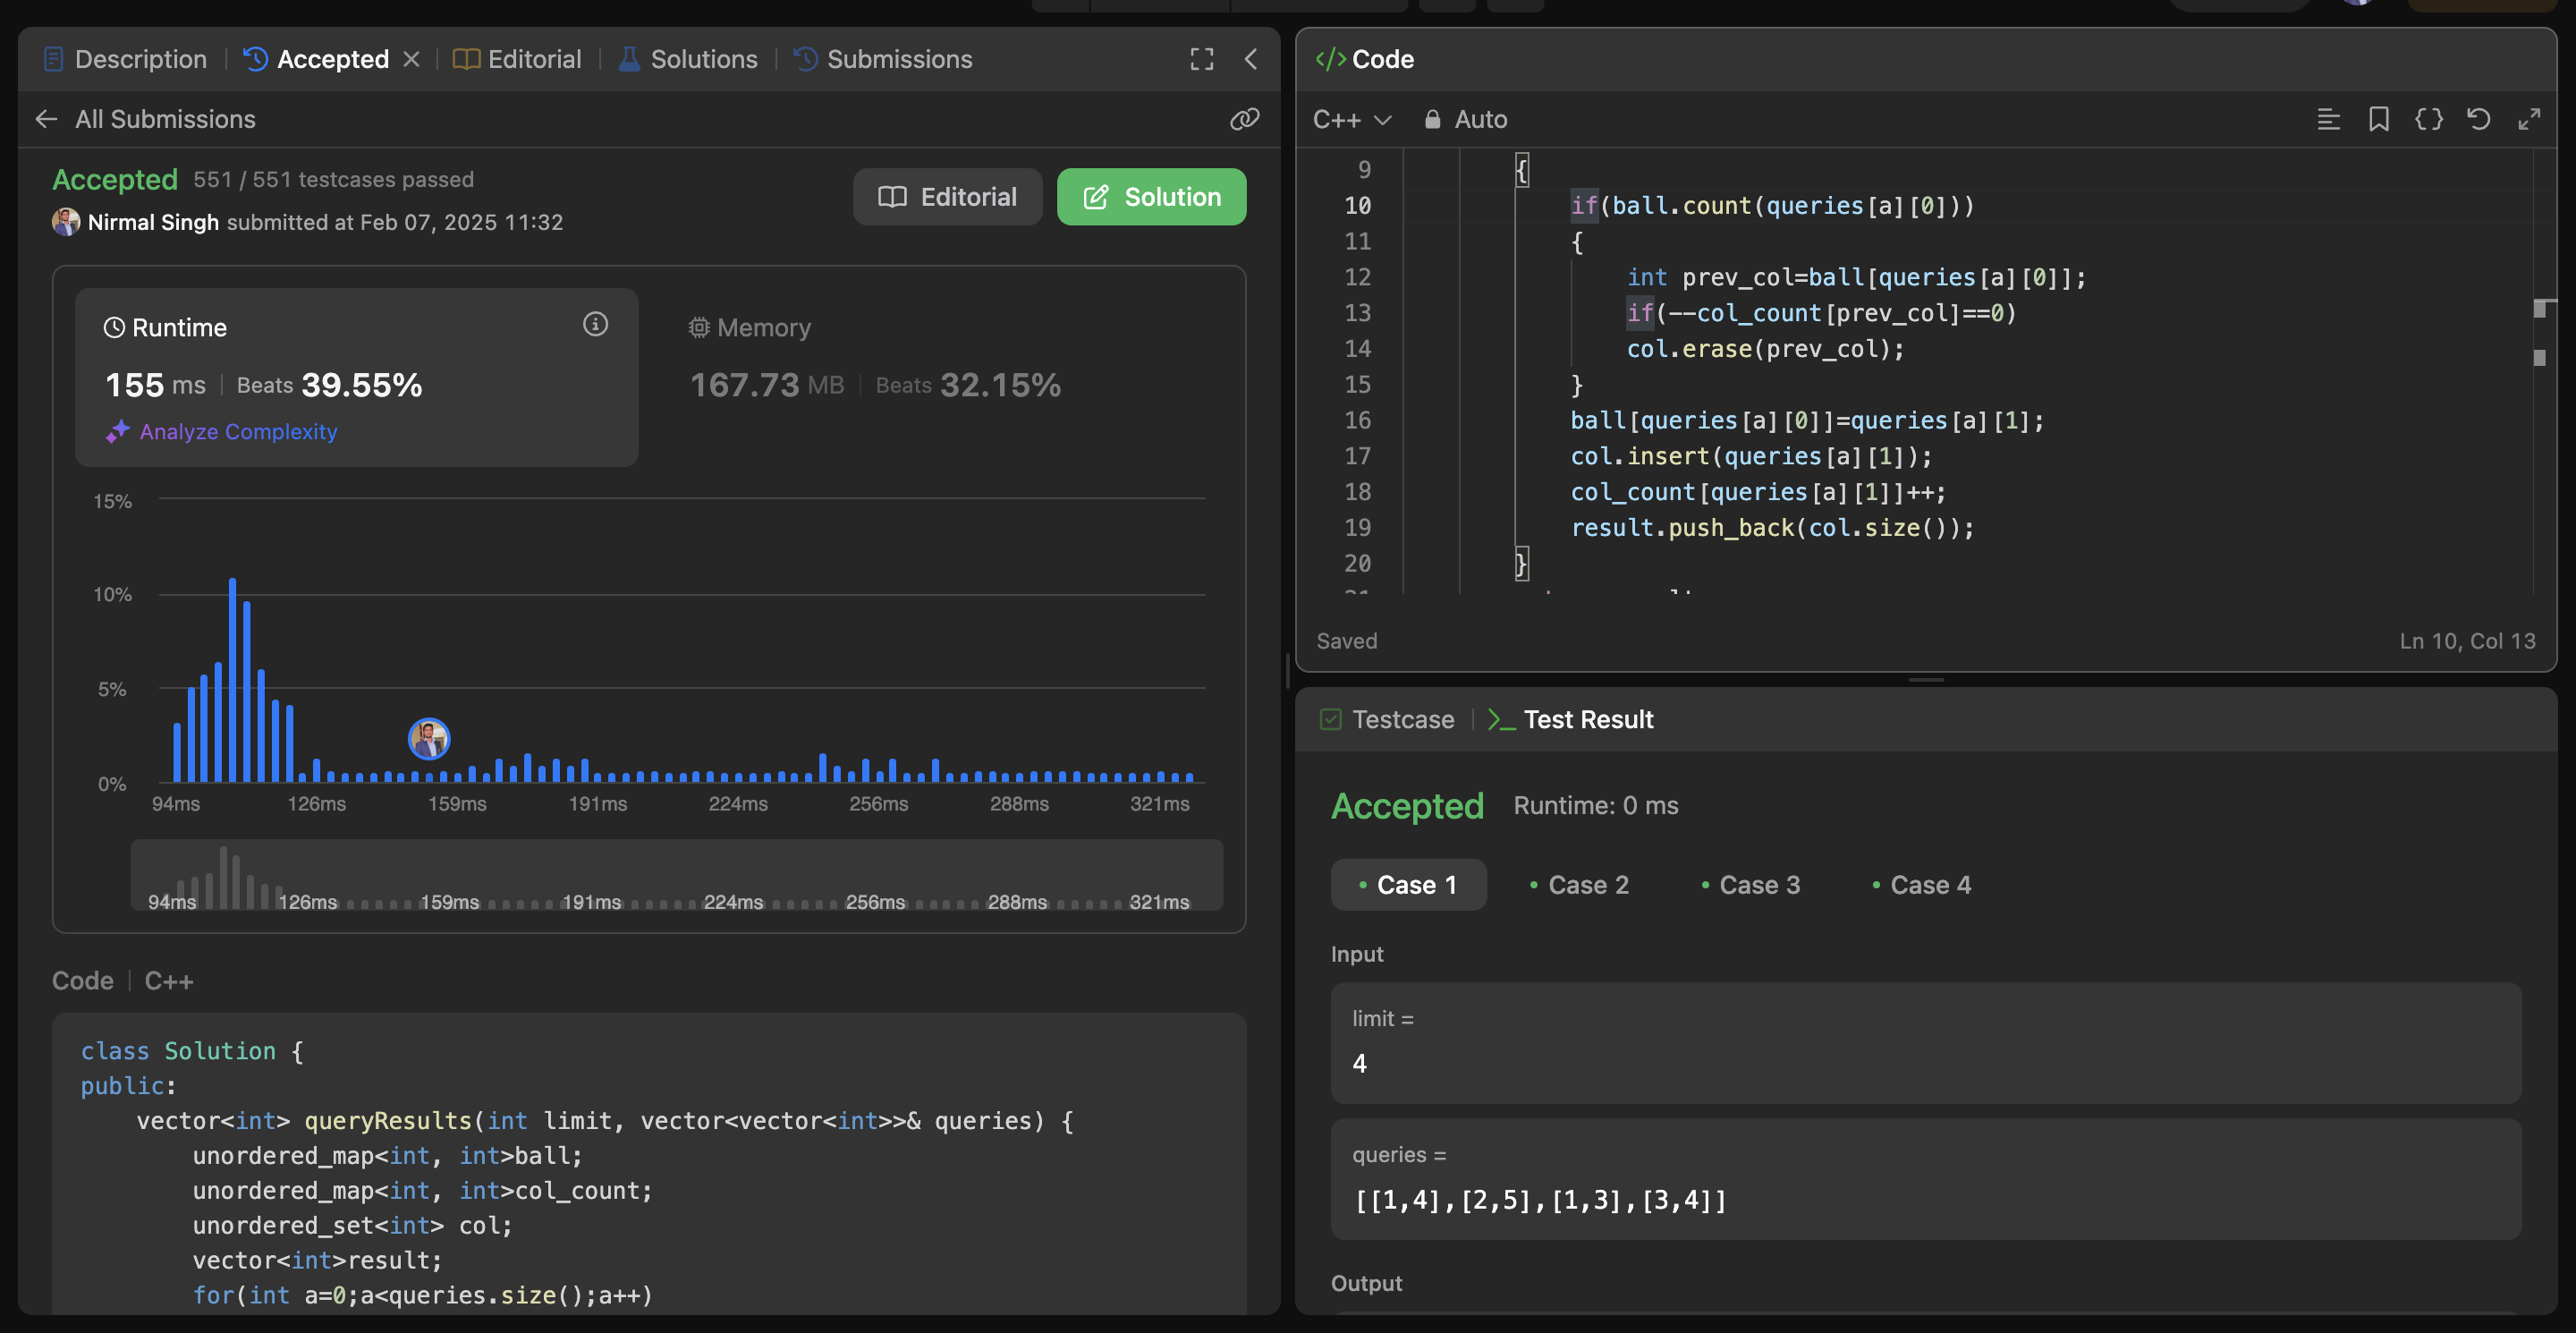 Description | Accepted | Editorial | Solutions | Submissions
All Submissions
Accepted 551 / 551 testcases passed
Nirmal Singh submitted at Feb 07, 2025 11:32
Editorial
Solution
Runtime
155 ms | Beats 39.55%
Analyze Complexity
Memory
167.73 MB | Beats 32.15%
15%
10%
5%
0%
94ms 126ms 159ms 191ms 224ms 256ms 288ms 321ms
94ms 126ms 159ms 191ms 224ms 256ms 288ms 321ms
Code | C++
class Solution {
public:
    vector<int> queryResults(int limit, vector<vector<int>>& queries) {
        unordered_map<int, int>ball;
        unordered_map<int, int>col_count;
        unordered_set<int> col;
        vector<int>result;
        for(int a=0;a<queries.size();a++)
</> Code
C++ Auto
9 {
10 if(ball.count(queries[a][0]))
11 {
12 int prev_col=ball[queries[a][0]];
13 if(--col_count[prev_col]==0)
14 col.erase(prev_col);
15 }
16 ball[queries[a][0]]=queries[a][1];
17 col.insert(queries[a][1]);
18 col_count[queries[a][1]]++;
19 result.push_back(col.size());
20 }
Saved
Ln 10, Col 13
Testcase | >_ Test Result
Accepted Runtime: 0 ms
• Case 1 • Case 2 • Case 3 • Case 4
Input
limit =
4
queries =
[[1,4],[2,5],[1,3],[3,4]]
Output